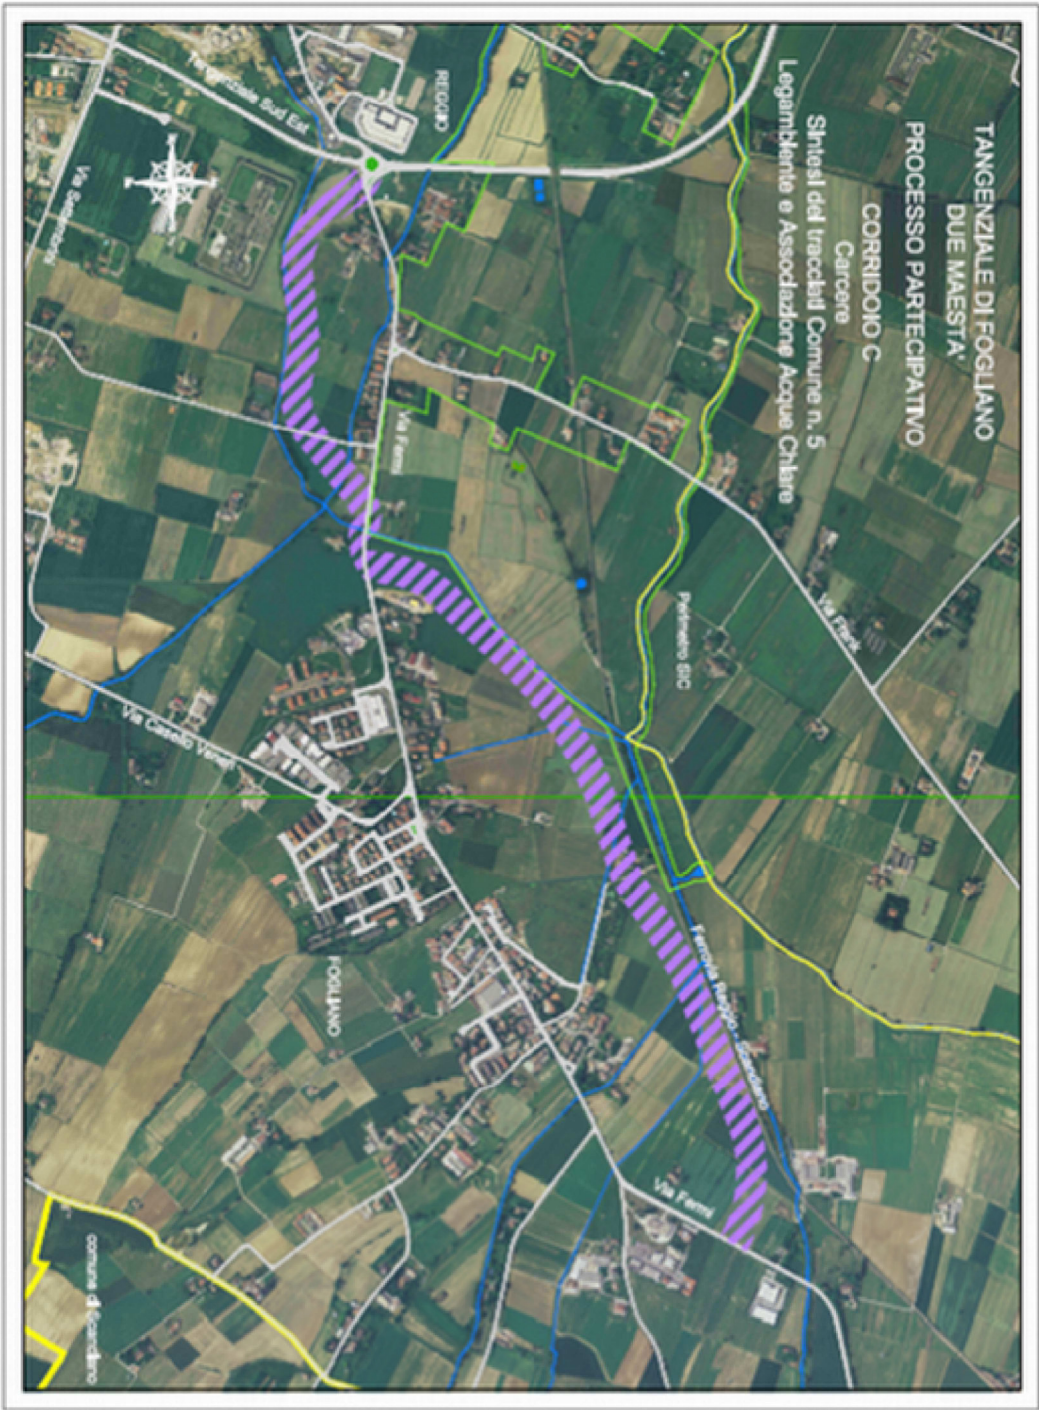 TANGENZIALE DI FOGLIANO
DUE MAESTA'
PROCESSO PARTECIPATIVO
CORRIDOIO C
Carcere
Sintesi dei tracciati Comune n. 5
Legambiente e Associazione Acque Chiare
REGGIO
Tangenziale Sud Est
Via Settembrini
Via Fermi
Perimetro SIC
Via Casello Veneri
FOGLIANO
Ferrovia Reggio - Scandiano
Via Fermi
comune di Scandiano